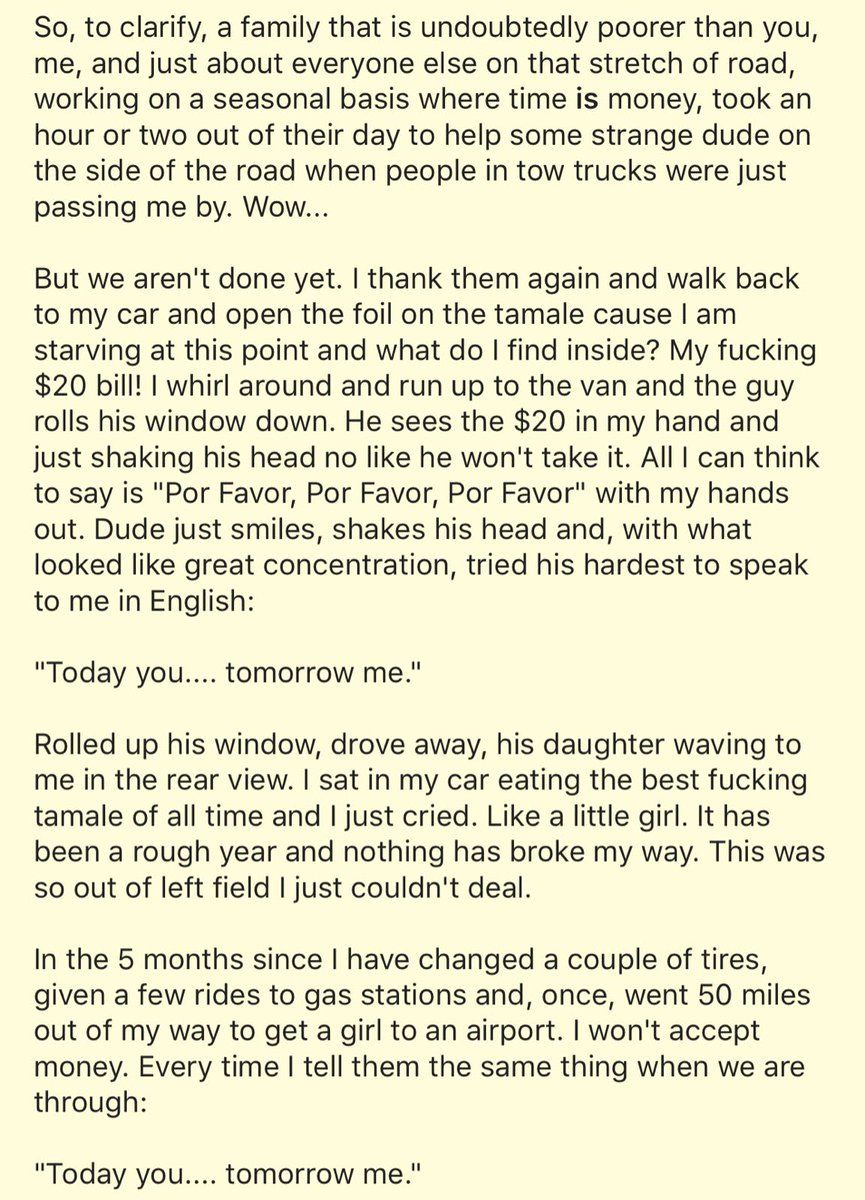 So, to clarify, a family that is undoubtedly poorer than you,
me, and just about everyone else on that stretch of road,
working on a seasonal basis where time is money, took an
hour or two out of their day to help some strange dude on
the side of the road when people in tow trucks were just
passing me by. Wow...
But we aren't done yet. I thank them again and walk back
to my car and open the foil on the tamale cause I am
starving at this point and what do I find inside? My fucking
$20 bill! I whirl around and run up to the van and the guy
rolls his window down. He sees the $20 in my hand and
just shaking his head no like he won't take it. All I can think
to say is "Por Favor, Por Favor, Por Favor" with my hands
out. Dude just smiles, shakes his head and, with what
looked like great concentration, tried his hardest to speak
to me in English:
"Today you.... tomorrow me."
Rolled up his window, drove away, his daughter waving to
me in the rear view. I sat in my car eating the best fucking
tamale of all time and I just cried. Like a little girl. It has
been a rough year and nothing has broke my way. This was
so out of left field I just couldn't deal.
In the 5 months since I have changed a couple of tires,
given a few rides to gas stations and, once, went 50 miles
out of my way to get a girl to an airport. I won't accept
money. Every time I tell them the same thing when we are
through:
"Today you.... tomorrow me."